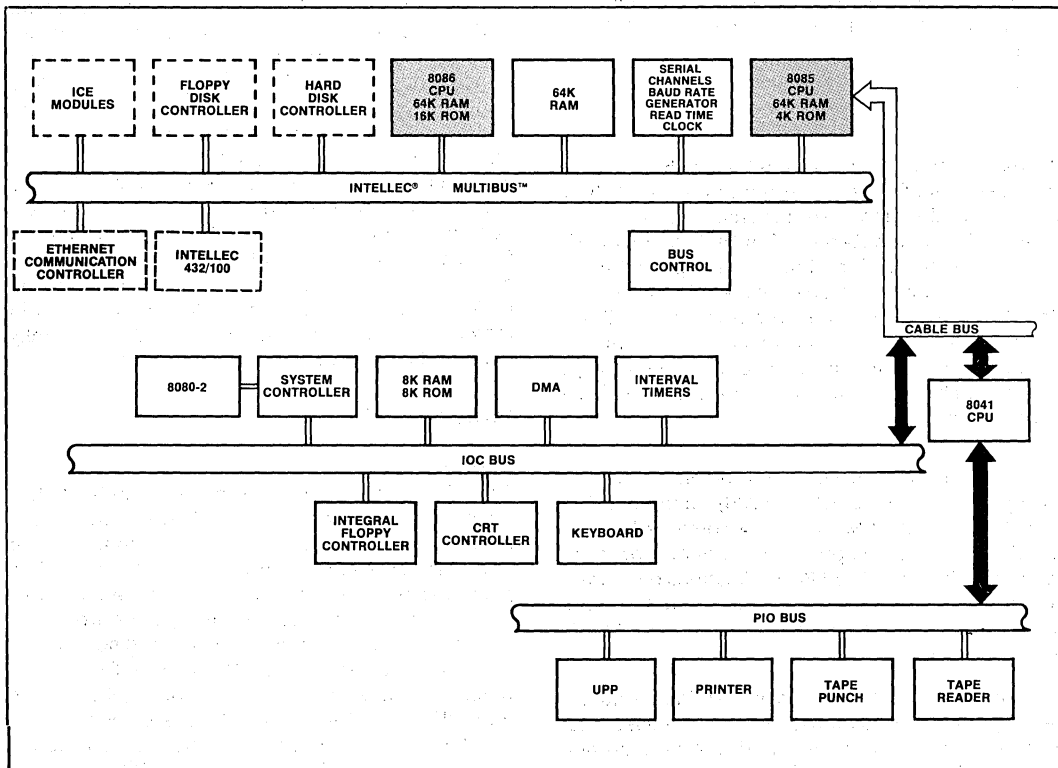 ICE
MODULES
FLOPPY
DISK
CONTROLLER
HARD
DISK
CONTROLLER
8086
CPU
64K RAM
16K ROM
64K
RAM
SERIAL
CHANNELS
BAUD RATE
GENERATOR
READ TIME
CLOCK
8085
CPU
64K RAM
4K ROM
INTELLEC® MULTIBUS™
ETHERNET
COMMUNICATION
CONTROLLER
INTELLEC
432/100
BUS
CONTROL
CABLE BUS
8080-2
SYSTEM
CONTROLLER
8K RAM
8K ROM
DMA
INTERVAL
TIMERS
8041
CPU
IOC BUS
INTEGRAL
FLOPPY
CONTROLLER
CRT
CONTROLLER
KEYBOARD
PIO BUS
UPP
PRINTER
TAPE
PUNCH
TAPE
READER